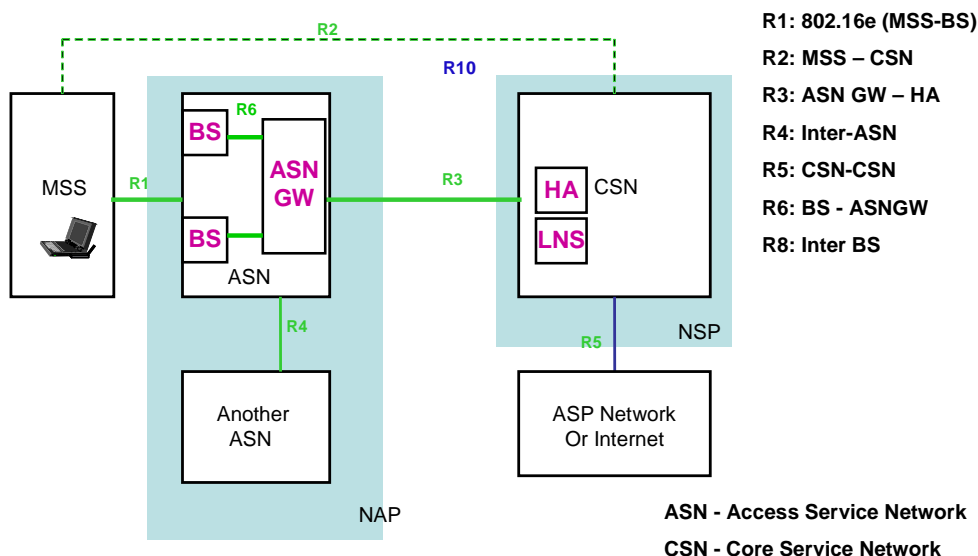 R2
R10
MSS
R1
BS
R6
BS
ASN
GW
ASN
R3
HA
CSN
LNS
NSP
R4
R5
Another
ASN
NAP
ASP Network
Or Internet
R1: 802.16e (MSS-BS)
R2: MSS – CSN
R3: ASN GW – HA
R4: Inter-ASN
R5: CSN-CSN
R6: BS - ASNGW
R8: Inter BS
ASN - Access Service Network
CSN - Core Service Network